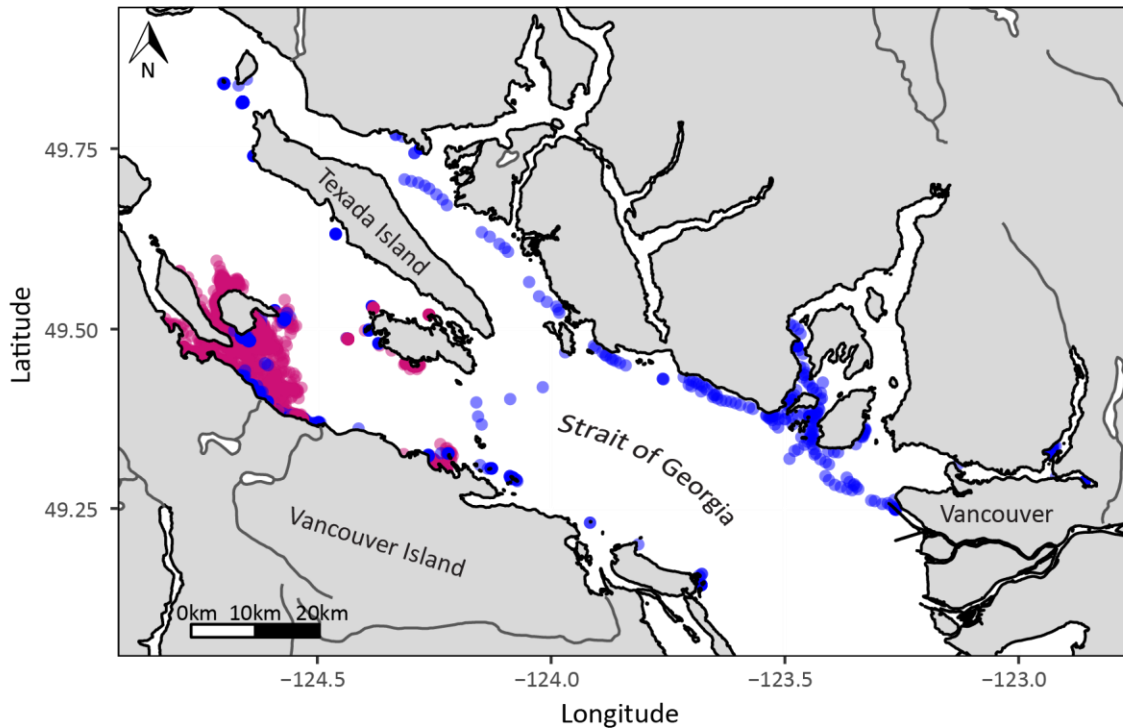 N
49.75
49.50
49.25
Latitude
Texada Island
Strait of Georgia
Vancouver
Vancouver Island
0km 10km 20km
−124.5 −124.0 −123.5 −123.0
Longitude